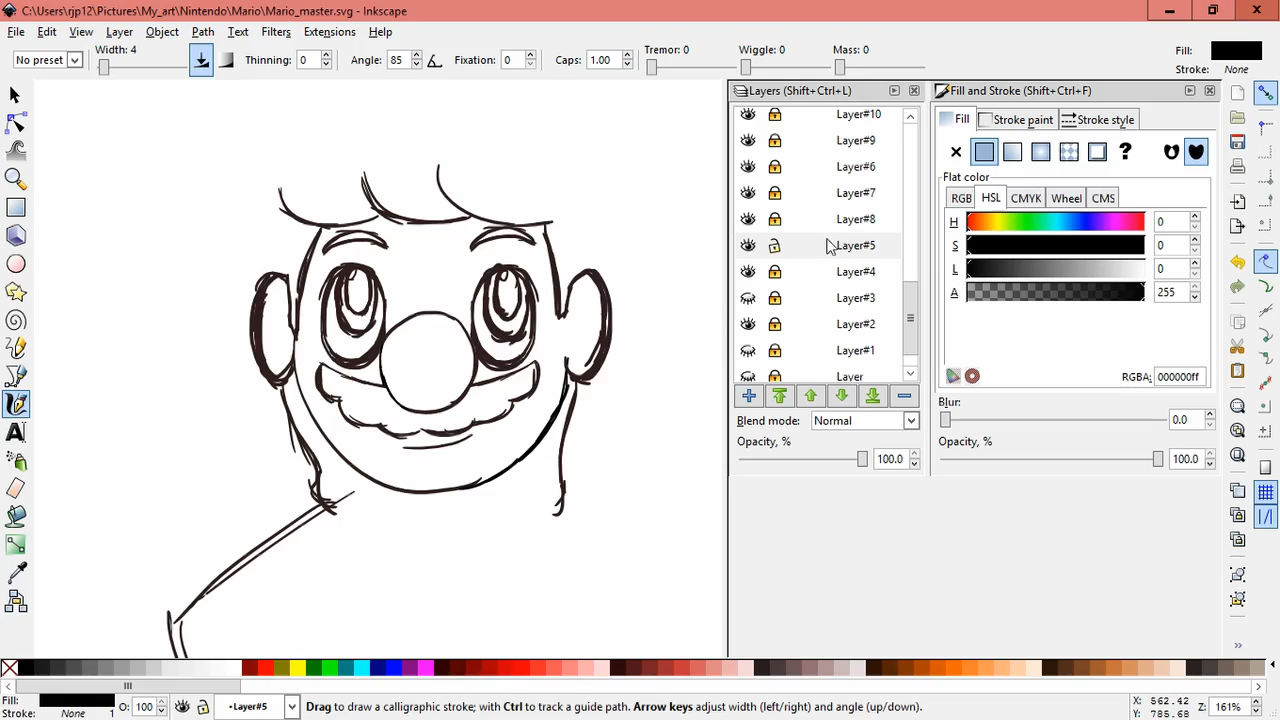 C:\Users\rjp12\Pictures\My_art\Nintendo\Mario\Mario_master.svg - Inkscape
File Edit View Layer Object Path Filters Text Extensions Help
No preset Width: 4 Thinning: 0 Angle: 85 Fixation: 0 Caps: 1.00 Tremor: 0 Wiggle: 0 Mass: 0 Fill:
Stroke: None
Layers (Shift+Ctrl+L) Fill and Stroke (Shift+Ctrl+F)
Layer#10
Layer#9
Layer#6
Layer#7
Layer#8
Layer#5
Layer#4
Layer#3
Layer#2
Layer#1
Layer
Blend mode: Normal
Opacity, % 100.0
Fill Stroke paint Stroke style
?
Flat color
RGB HSL CMYK Wheel CMS
H 0
S 0
L 0
A 255
RGBA: 000000ff
Blur:
0.0
Opacity, %
100.0
Fill: O: 100 •Layer#5 Drag to draw a calligraphic stroke; with Ctrl to track a guide path. Arrow keys adjust width (left/right) and angle (up/down). X: 562.42 Z: 161%
Stroke: None 1 Y: 785.68